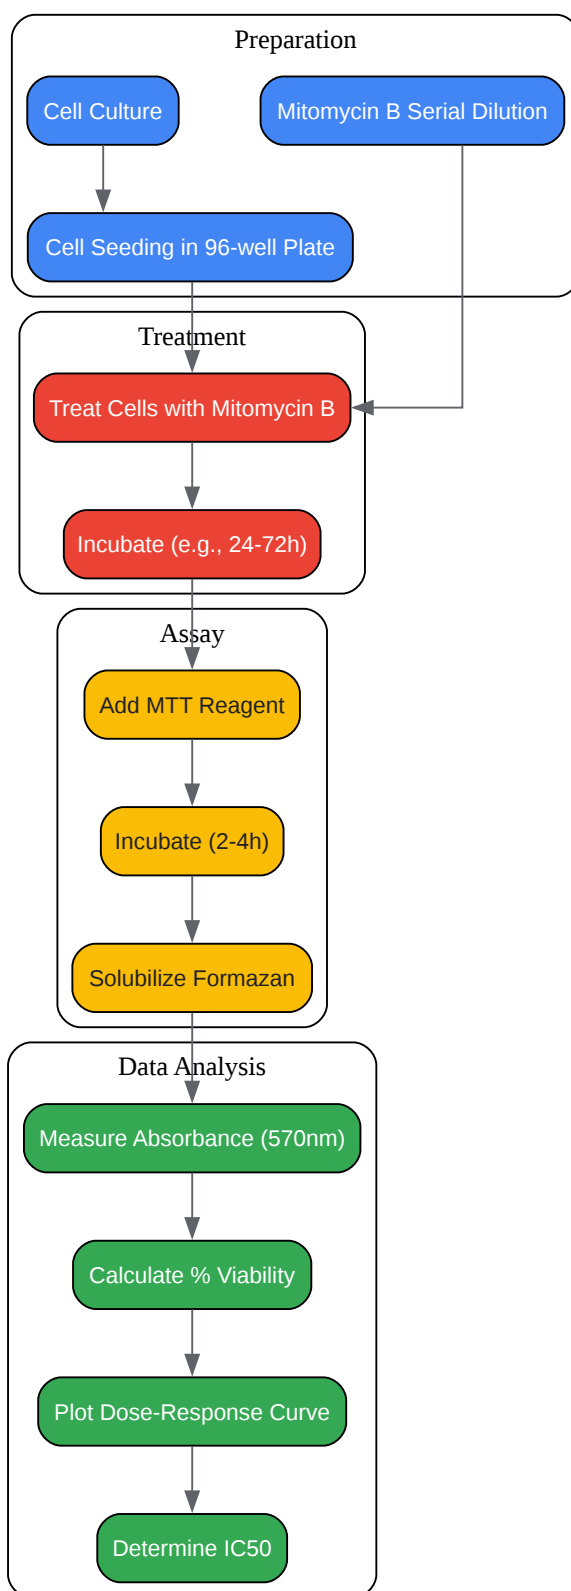 Preparation
Cell Culture
Mitomycin B Serial Dilution
Cell Seeding in 96-well Plate
Treatment
Treat Cells with Mitomycin B
Incubate (e.g., 24-72h)
Assay
Add MTT Reagent
Incubate (2-4h)
Solubilize Formazan
Data Analysis
Measure Absorbance (570nm)
Calculate % Viability
Plot Dose-Response Curve
Determine IC50